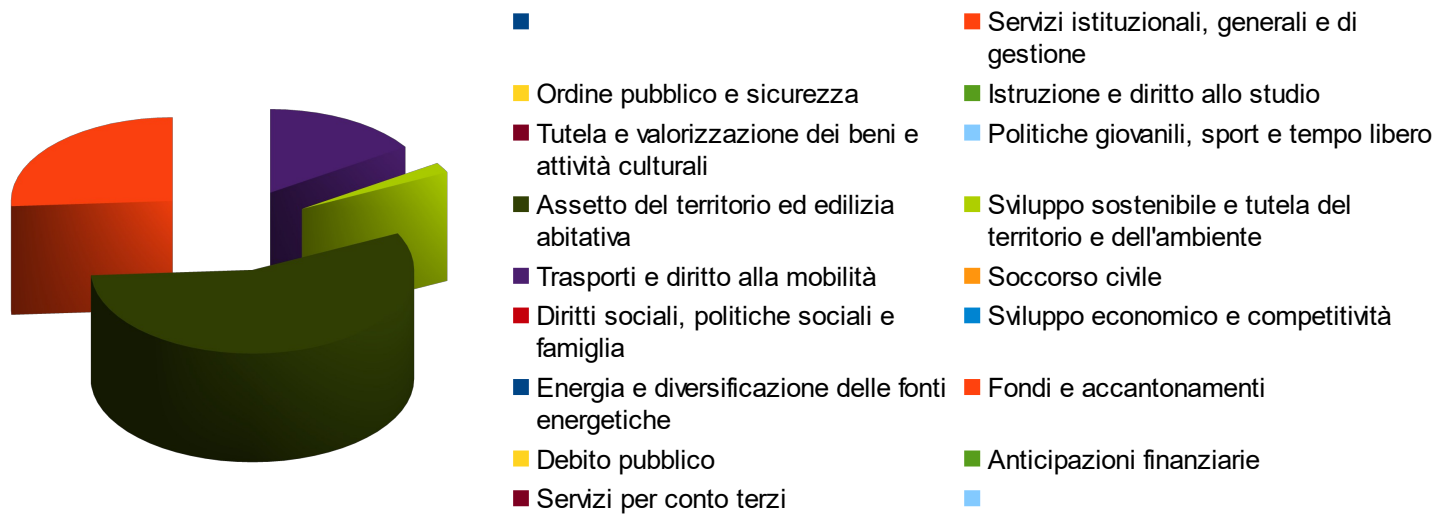 Servizi istituzionali, generali e di
gestione
Ordine pubblico e sicurezza
Istruzione e diritto allo studio
Tutela e valorizzazione dei beni e
attività culturali
Politiche giovanili, sport e tempo libero
Assetto del territorio ed edilizia
abitativa
Sviluppo sostenibile e tutela del
territorio e dell'ambiente
Trasporti e diritto alla mobilità
Soccorso civile
Diritti sociali, politiche sociali e
famiglia
Sviluppo economico e competitività
Energia e diversificazione delle fonti
energetiche
Fondi e accantonamenti
Debito pubblico
Anticipazioni finanziarie
Servizi per conto terzi